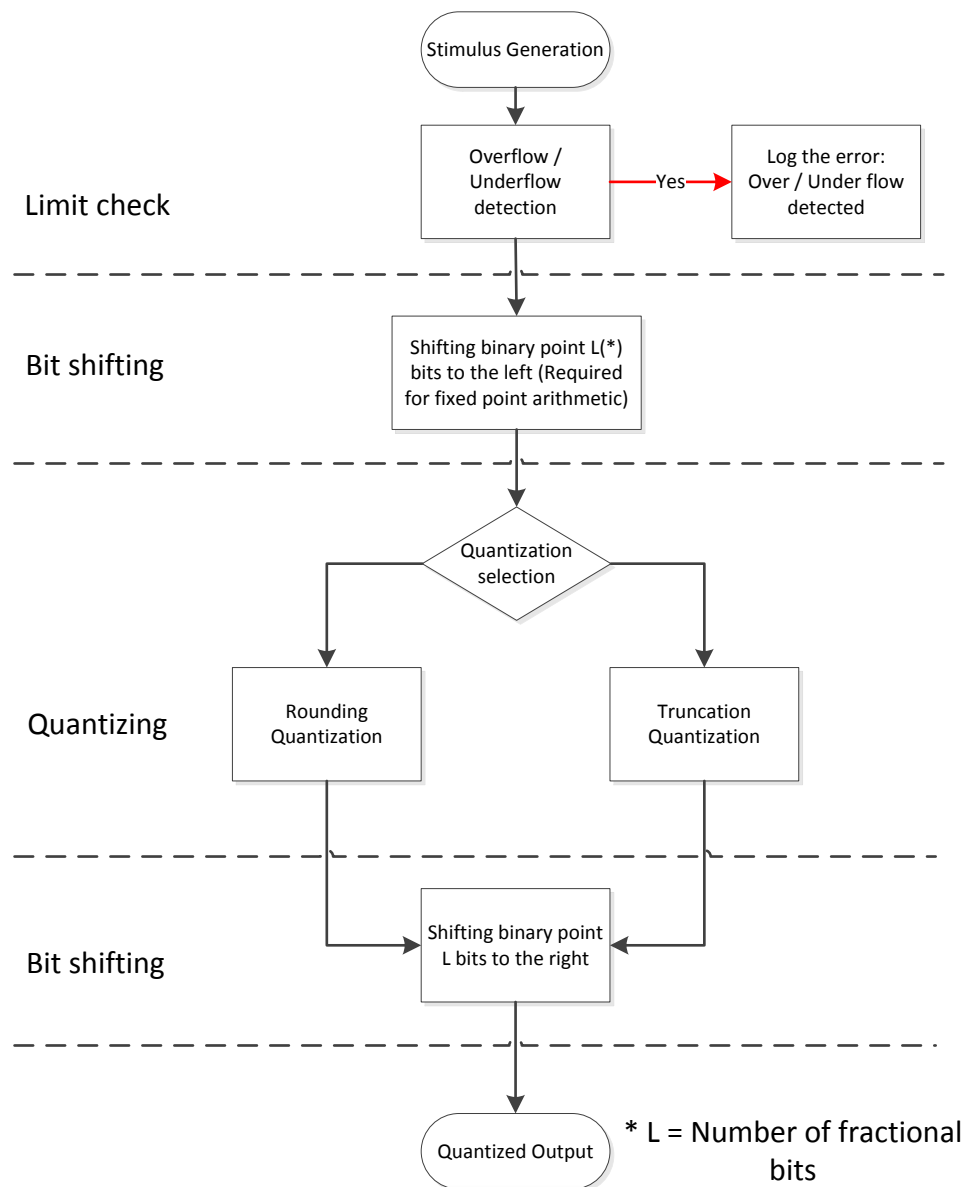 Stimulus Generation
Overflow /
Underflow
detection
Yes
Log the error:
Over / Under flow
detected
Limit check
Shifting binary point L(*)
bits to the left (Required
for fixed point arithmetic)
Bit shifting
Quantization
selection
Quantizing
Rounding
Quantization
Truncation
Quantization
Shifting binary point
L bits to the right
Bit shifting
Quantized Output
* L = Number of fractional
bits